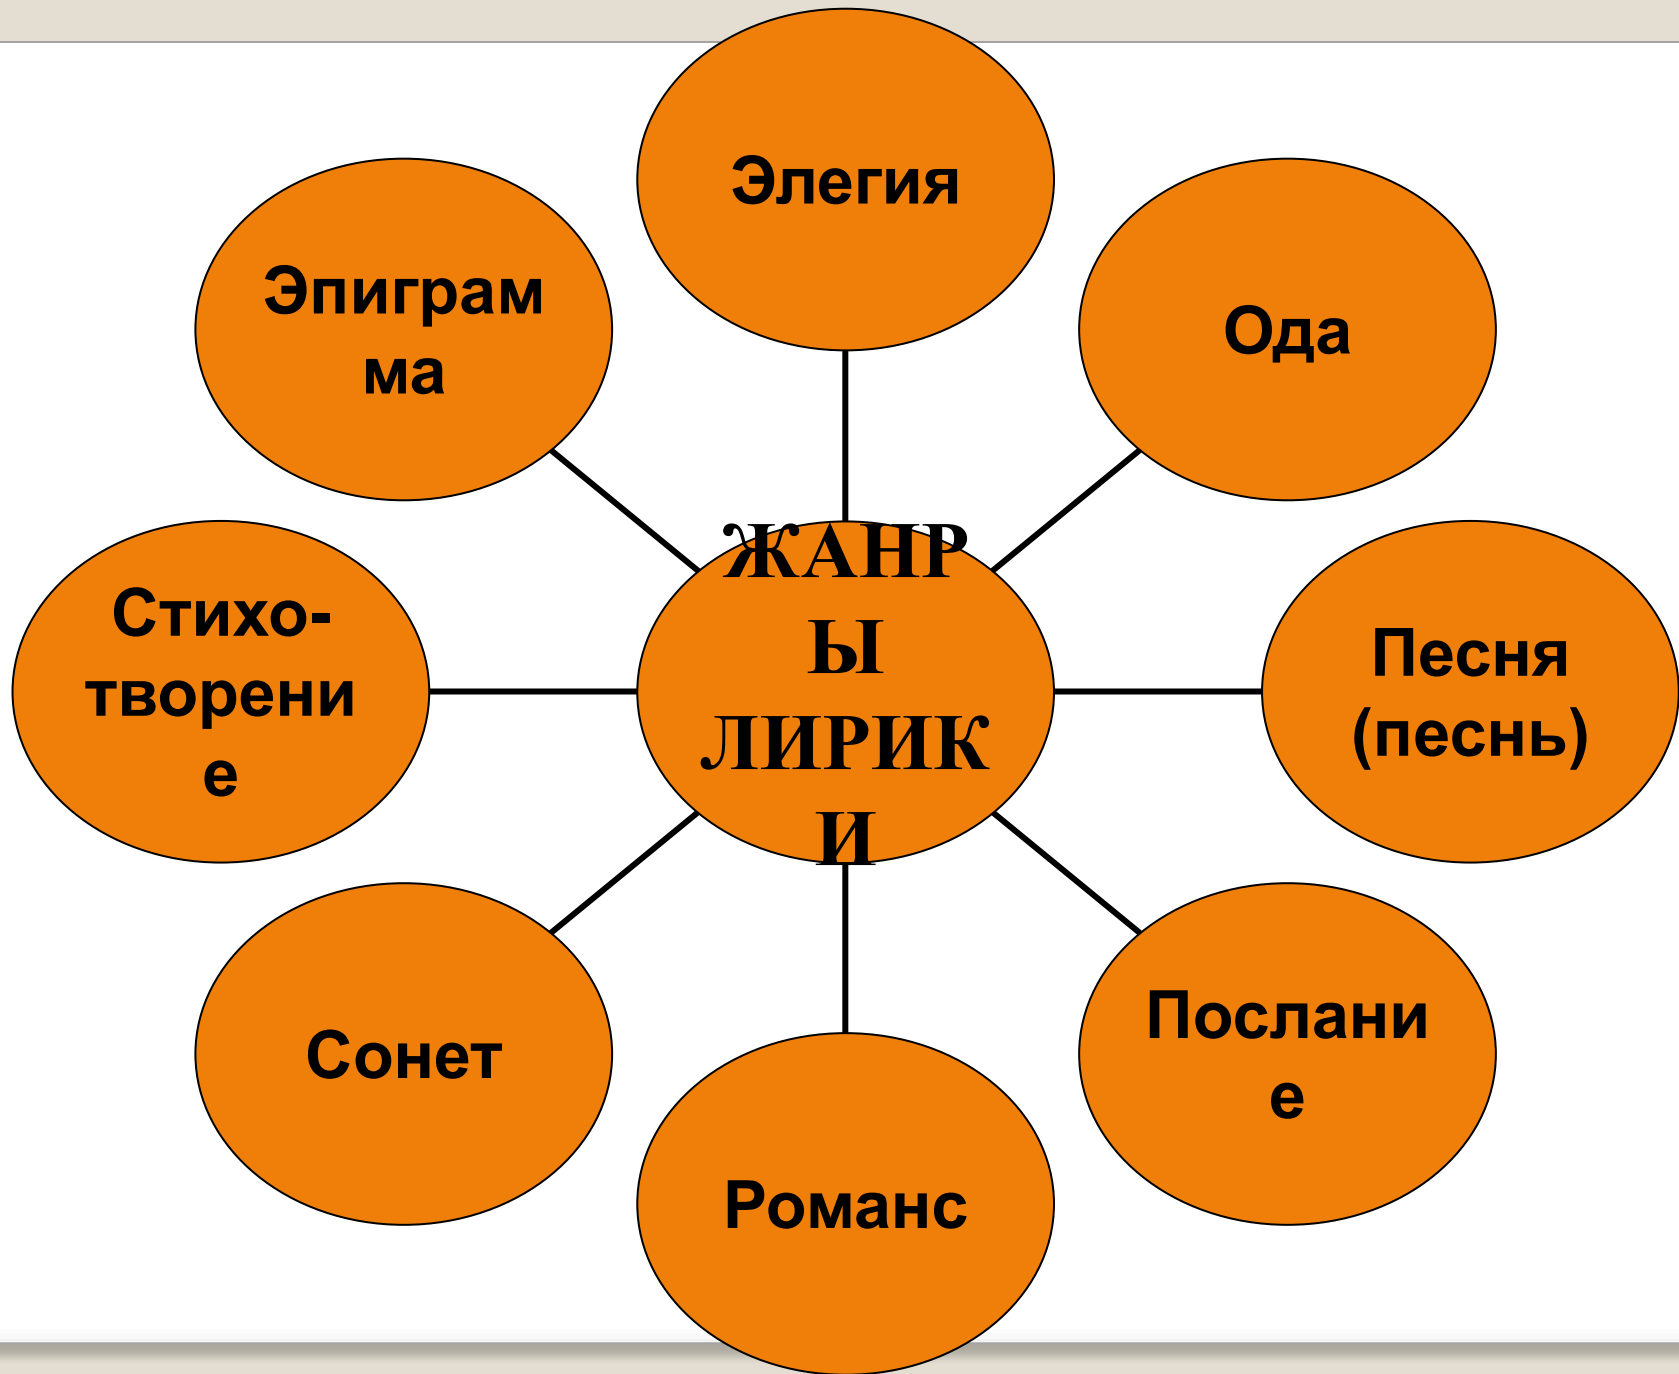 Элегия
Эпиграм
ма
Ода
ЖАНР
Ы
ЛИРИК
И
Стихо-
творени
е
Песня
(песнь)
Сонет
Послани
е
Романс